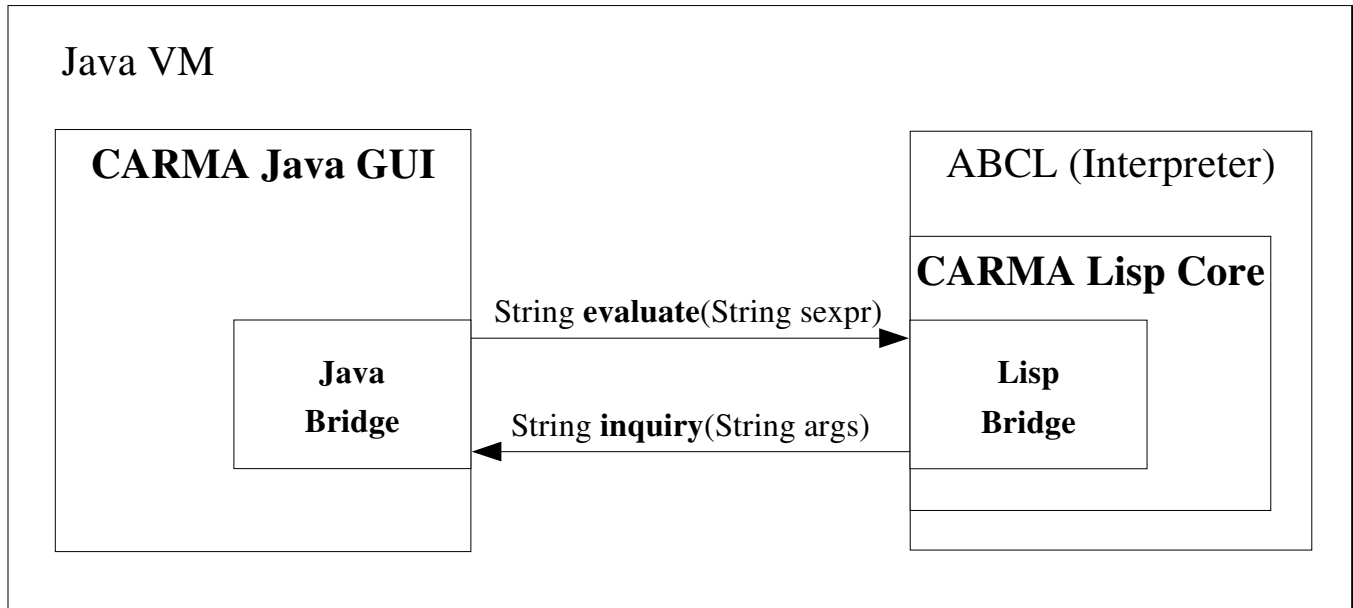 Java VM
CARMA Java GUI
ABCL (Interpreter)
CARMA Lisp Core
String evaluate(String sexpr)
Java
Bridge
Lisp
Bridge
String inquiry(String args)